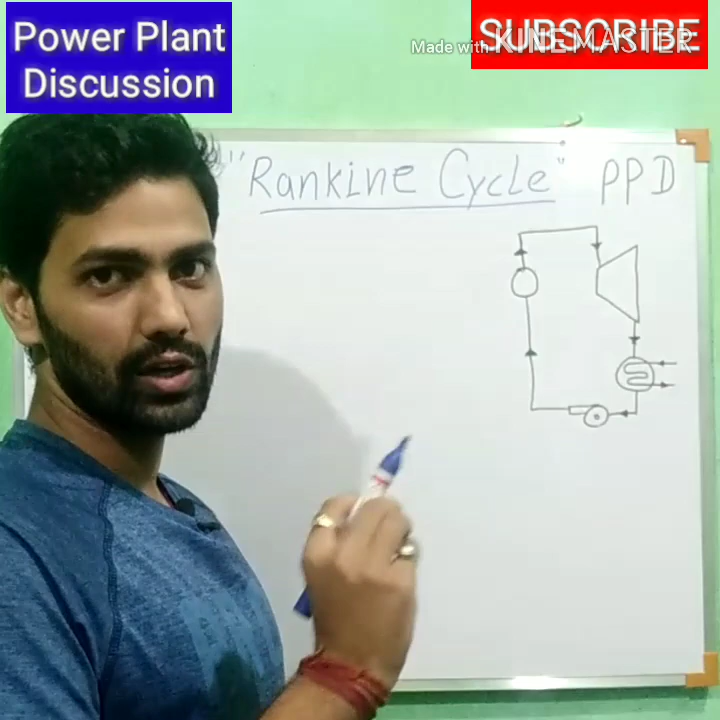 Power Plant
Discussion
SUBSCRIBE
Made with KINEMASTER
"Rankine Cycle" PPD